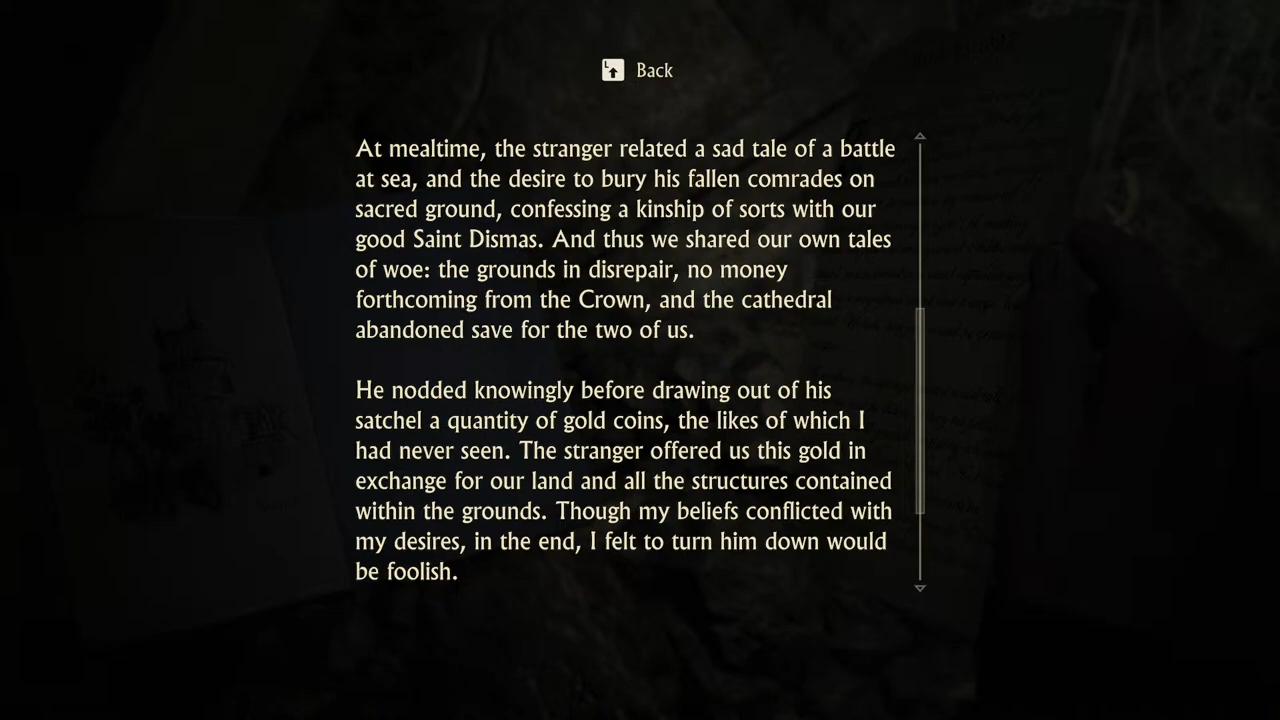 Back
At mealtime, the stranger related a sad tale of a battle
at sea, and the desire to bury his fallen comrades on
sacred ground, confessing a kinship of sorts with our
good Saint Dismas. And thus we shared our own tales
of woe: the grounds in disrepair, no money
forthcoming from the Crown, and the cathedral
abandoned save for the two of us.
He nodded knowingly before drawing out of his
satchel a quantity of gold coins, the likes of which I
had never seen. The stranger offered us this gold in
exchange for our land and all the structures contained
within the grounds. Though my beliefs conflicted with
my desires, in the end, I felt to turn him down would
be foolish.